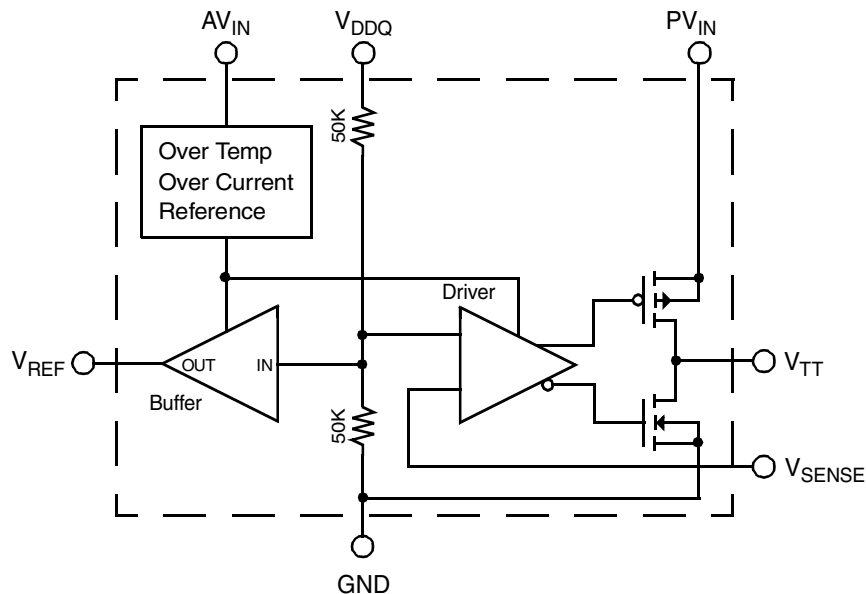 AVIN
VDDQ
PVIN
50K
Over Temp
Over Current
Reference
Driver
VREF
OUT
IN
Buffer
VTT
50K
VSENSE
GND